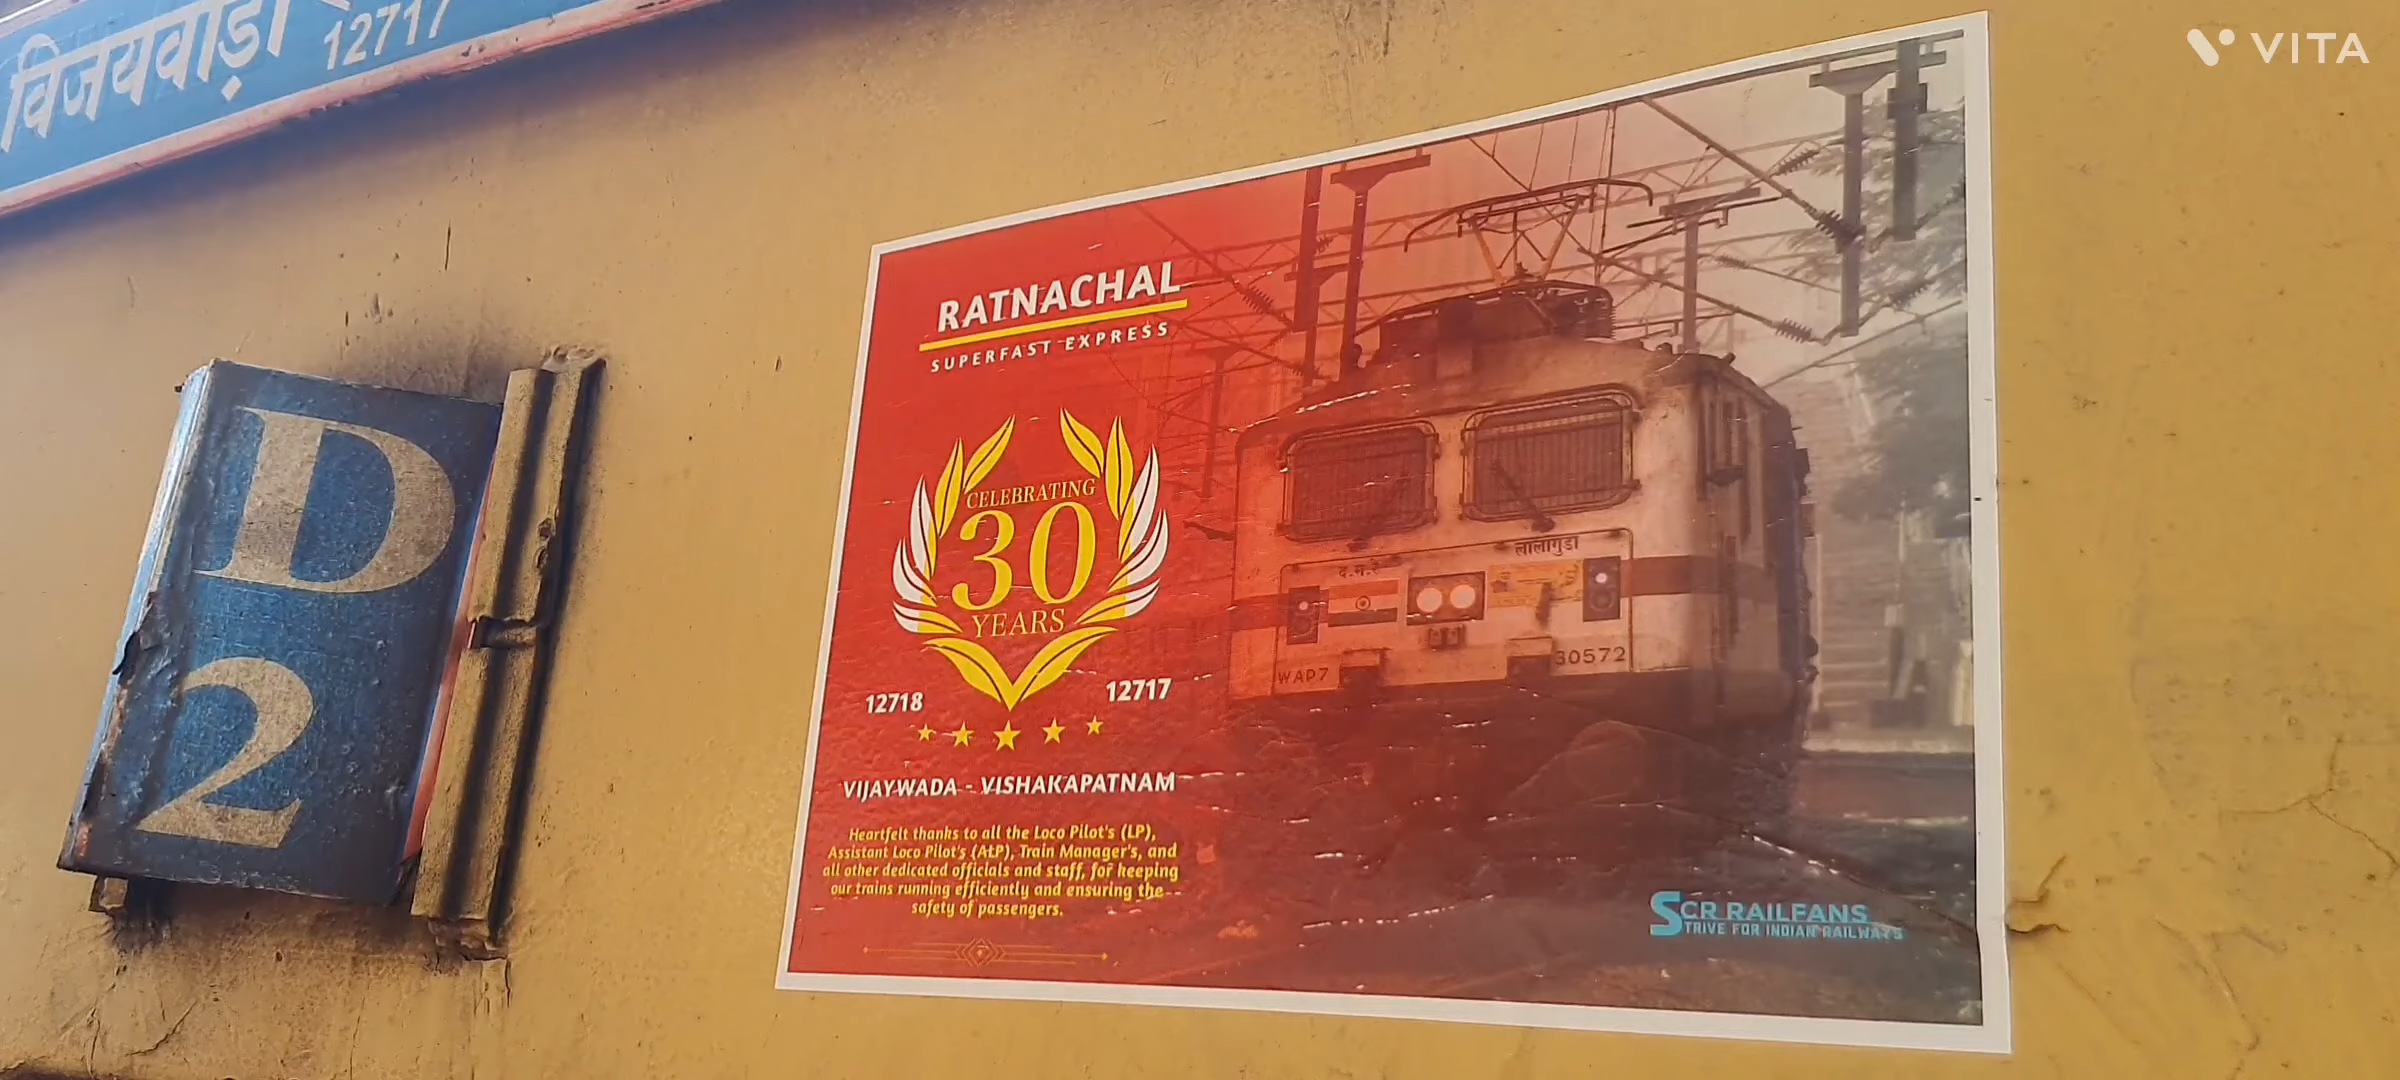 विजयवाड़ा
12717
VITA
D
2
RATNACHAL
SUPERFAST EXPRESS
CELEBRATING
30
YEARS
12718 12717
VIJAYWADA - VISHAKAPATNAM
Heartfelt thanks to all the Loco Pilot's (LP),
Assistant Loco Pilot's (ALP), Train Manager's, and
all other dedicated officials and staff, for keeping
our trains running efficiently and ensuring the
safety of passengers.
लालागुडा
द.म.रे
WAP7 30572
SCR RAILFANS
STRIVE FOR INDIAN RAILWAYS